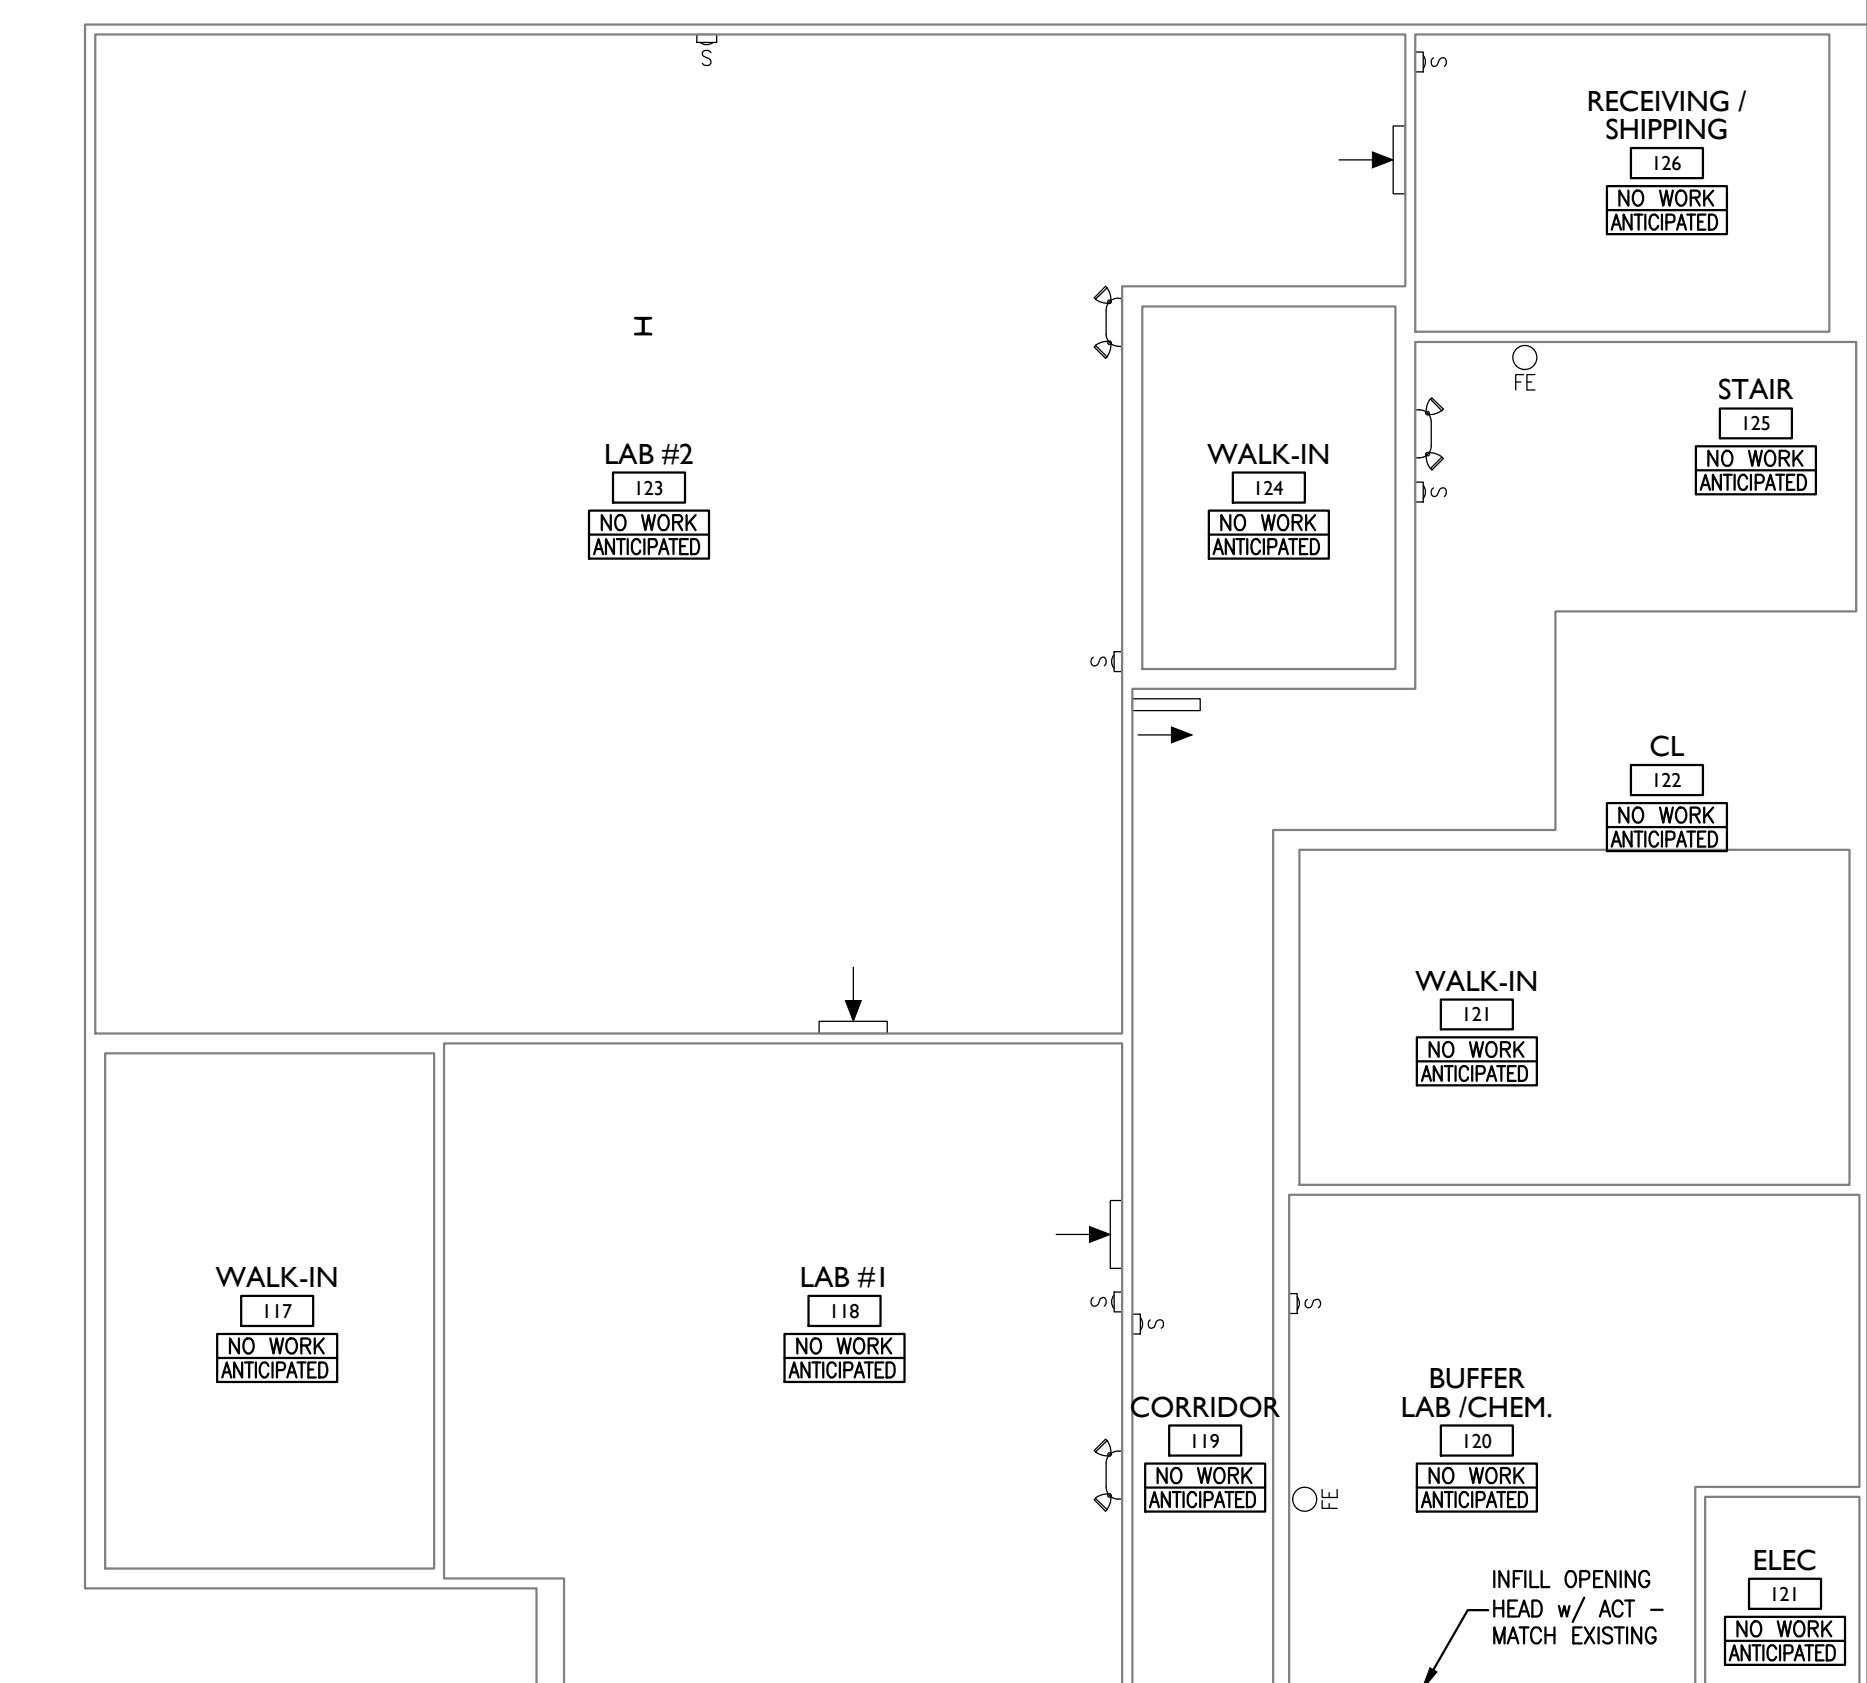 S
S
RECEIVING /
SHIPPING
126
NO WORK
ANTICIPATED
FE
STAIR
125
NO WORK
ANTICIPATED
LAB #2
123
NO WORK
ANTICIPATED
WALK-IN
124
NO WORK
ANTICIPATED
S
S
CL
122
NO WORK
ANTICIPATED
WALK-IN
121
NO WORK
ANTICIPATED
WALK-IN
117
NO WORK
ANTICIPATED
LAB #1
118
NO WORK
ANTICIPATED
S
S
S
CORRIDOR
119
NO WORK
ANTICIPATED
BUFFER
LAB /CHEM.
120
NO WORK
ANTICIPATED
FE
INFILL OPENING
HEAD w/ ACT –
MATCH EXISTING
ELEC
121
NO WORK
ANTICIPATED